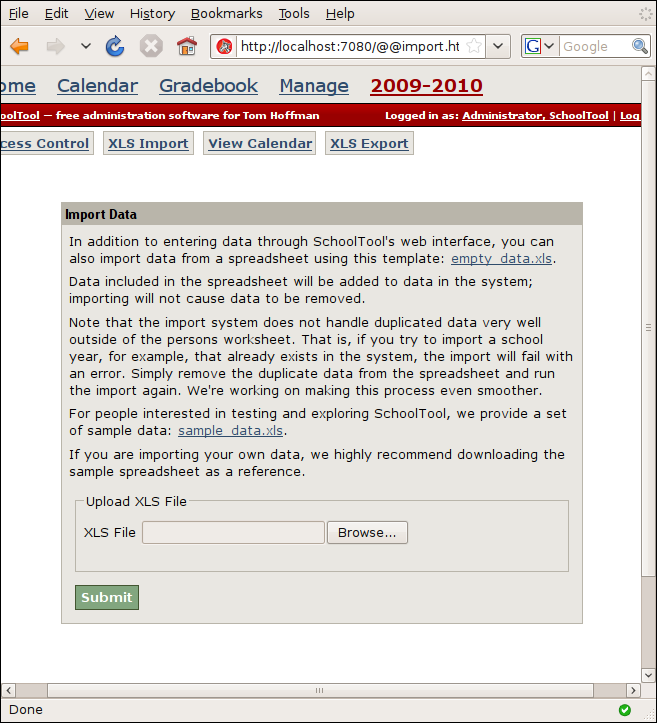 File Edit View History Bookmarks Tools Help
http://localhost:7080/@@import.ht Google
ome Calendar Gradebook Manage 2009-2010
oolTool — free administration software for Tom Hoffman Logged in as: Administrator, SchoolTool | Log
cess Control XLS Import View Calendar XLS Export
Import Data
In addition to entering data through SchoolTool's web interface, you can
also import data from a spreadsheet using this template: empty_data.xls.
Data included in the spreadsheet will be added to data in the system;
importing will not cause data to be removed.
Note that the import system does not handle duplicated data very well
outside of the persons worksheet. That is, if you try to import a school
year, for example, that already exists in the system, the import will fail with
an error. Simply remove the duplicate data from the spreadsheet and run
the import again. We're working on making this process even smoother.
For people interested in testing and exploring SchoolTool, we provide a set
of sample data: sample_data.xls.
If you are importing your own data, we highly recommend downloading the
sample spreadsheet as a reference.
Upload XLS File
XLS File Browse...
Submit
Done